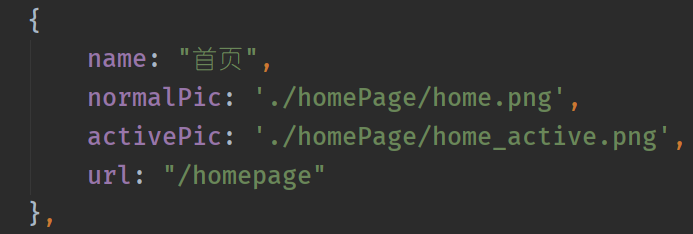 {
name: "首页",
normalPic: './homePage/home.png',
activePic: './homePage/home_active.png',
url: "/homepage"
},